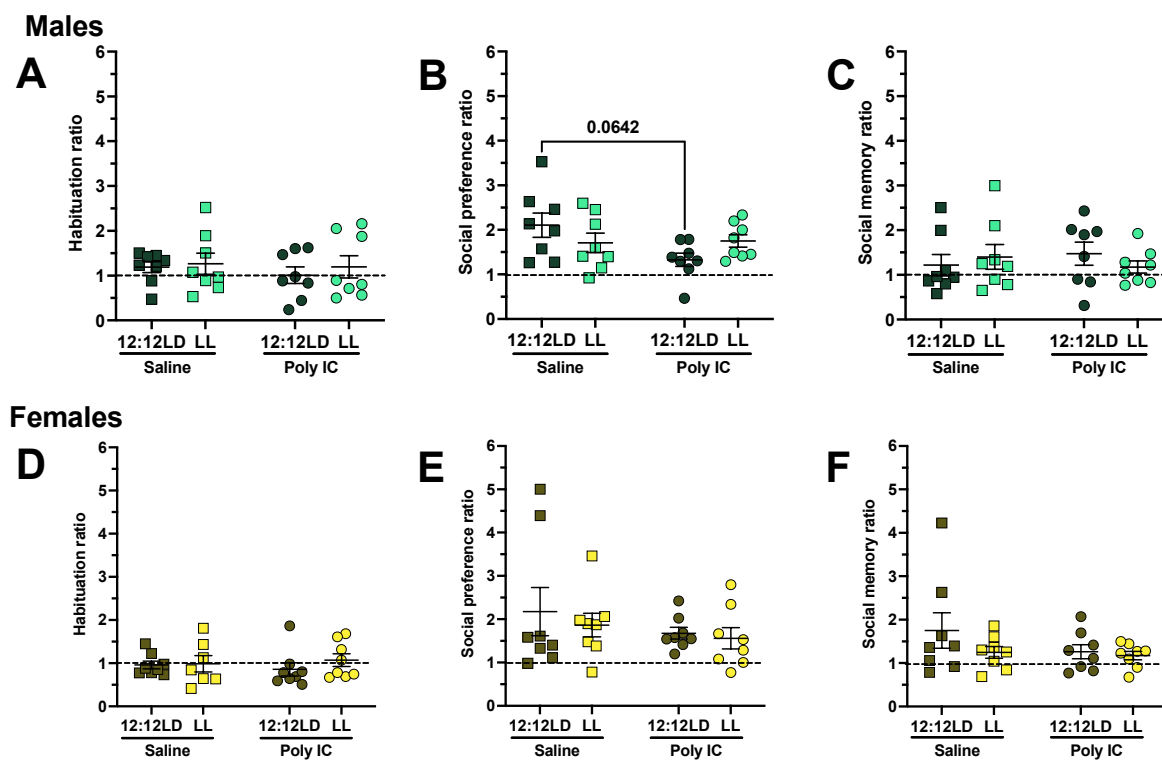 Males
A
Habituation ratio
6
5
4
3
2
1
0
12:12LD LL 12:12LD LL
Saline Poly IC
B
Social preference ratio
6
5
4
3
2
1
0
0.0642
12:12LD LL 12:12LD LL
Saline Poly IC
C
Social memory ratio
6
5
4
3
2
1
0
12:12LD LL 12:12LD LL
Saline Poly IC
Females
D
Habituation ratio
6
5
4
3
2
1
0
12:12LD LL 12:12LD LL
Saline Poly IC
E
Social preference ratio
6
5
4
3
2
1
0
12:12LD LL 12:12LD LL
Saline Poly IC
F
Social memory ratio
6
5
4
3
2
1
0
12:12LD LL 12:12LD LL
Saline Poly IC